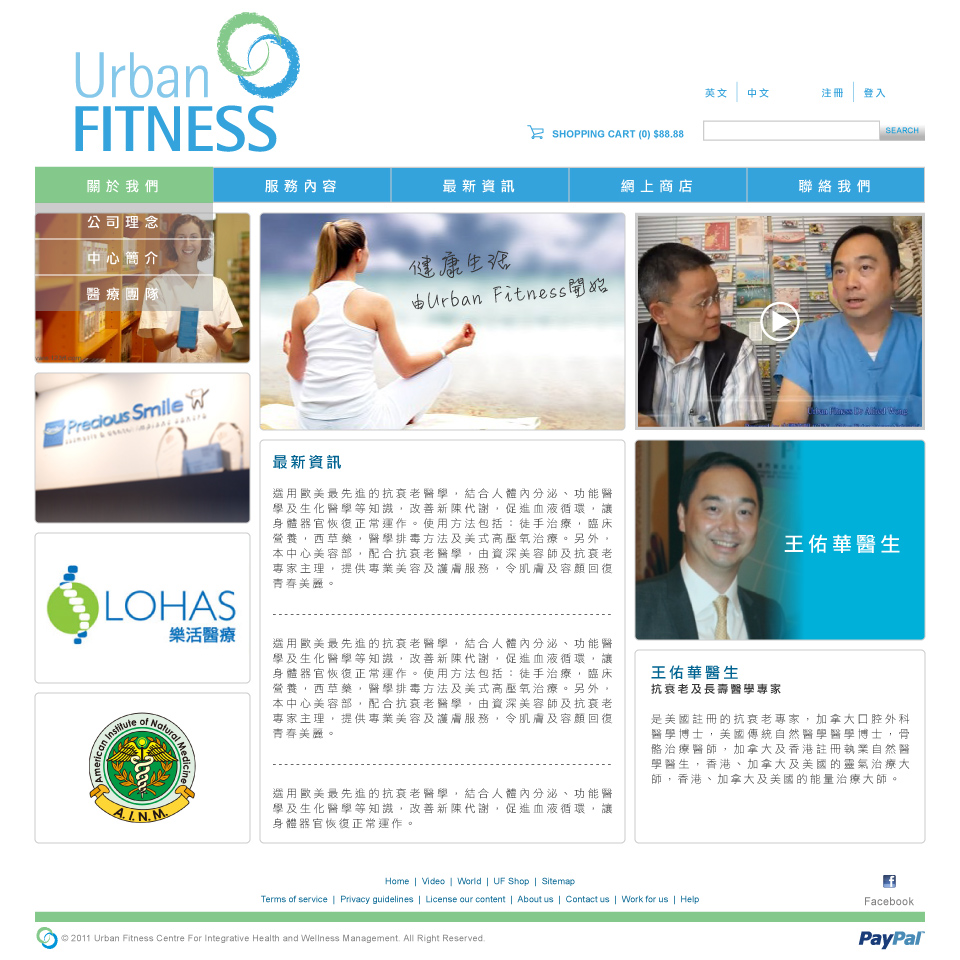 Urban
FITNESS
英文 中文 注冊 登入
SHOPPING CART (0) $88.88
SEARCH
關於我們 服務內容 最新資訊 網上商店 聯絡我們
公司理念
中心簡介
醫療團隊
健康生活
由Urban Fitness開始
Precious Smile
最新資訊
選用歐美最先進的抗衰老醫學，結合人體內分泌、功能醫
學及生化醫學等知識，改善新陳代謝，促進血液循環，讓
身體器官恢復正常運作。使用方法包括：徒手治療，臨床
營養，西草藥，醫學排毒方法及美式高壓氧治療。另外，
本中心美容部，配合抗衰老醫學，由資深美容師及抗衰老
專家主理，提供專業美容及護膚服務，令肌膚及容顏回復
青春美麗。
選用歐美最先進的抗衰老醫學，結合人體內分泌、功能醫
學及生化醫學等知識，改善新陳代謝，促進血液循環，讓
身體器官恢復正常運作。使用方法包括：徒手治療，臨床
營養，西草藥，醫學排毒方法及美式高壓氧治療。另外，
本中心美容部，配合抗衰老醫學，由資深美容師及抗衰老
專家主理，提供專業美容及護膚服務，令肌膚及容顏回復
青春美麗。
選用歐美最先進的抗衰老醫學，結合人體內分泌、功能醫
學及生化醫學等知識，改善新陳代謝，促進血液循環，讓
身體器官恢復正常運作。
LOHAS
樂活醫療
American Institute of Natural Medicine
A.I.N.M.
王佑華醫生
王佑華醫生
抗衰老及長壽醫學專家
是美國註冊的抗衰老專家，加拿大口腔外科
醫學博士，美國傳統自然醫學醫學博士，骨
骼治療醫師，加拿大及香港註冊執業自然醫
學醫生，香港、加拿大及美國的靈氣治療大
師，香港、加拿大及美國的能量治療大師。
Home | Video | World | UF Shop | Sitemap
Terms of service | Privacy guidelines | License our content | About us | Contact us | Work for us | Help
Facebook
© 2011 Urban Fitness Centre For Integrative Health and Wellness Management. All Right Reserved.
PayPal